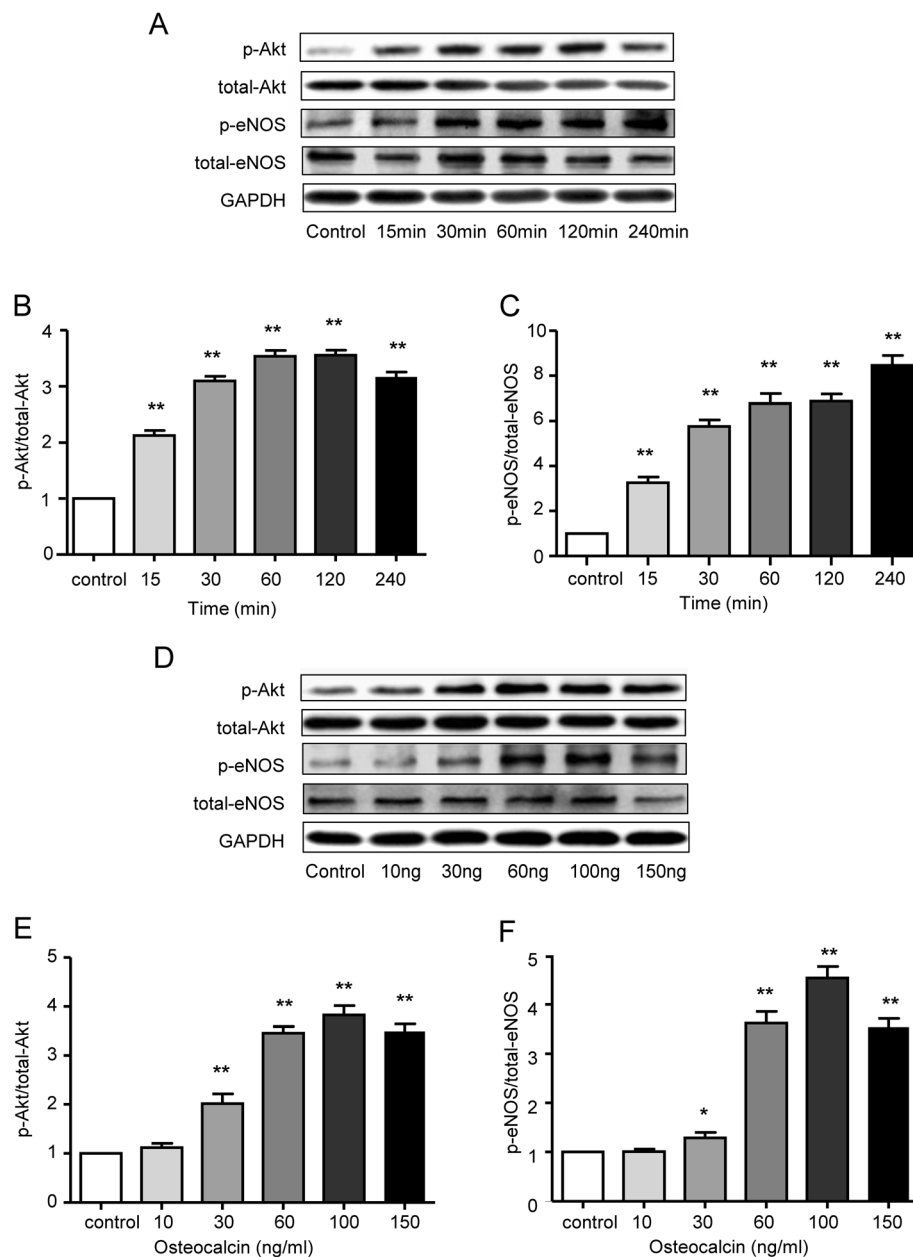 A
p-Akt
total-Akt
p-eNOS
total-eNOS
GAPDH
Control 15min 30min 60min 120min 240min
B
p-Akt/total-Akt
4
3
2
1
0
** ** ** ** **
control 15 30 60 120 240
Time (min)
C
p-eNOS/total-eNOS
10
8
6
4
2
0
** ** ** ** **
control 15 30 60 120 240
Time (min)
D
p-Akt
total-Akt
p-eNOS
total-eNOS
GAPDH
Control 10ng 30ng 60ng 100ng 150ng
E
p-Akt/total-Akt
5
4
3
2
1
0
** ** ** **
control 10 30 60 100 150
Osteocalcin (ng/ml)
F
p-eNOS/total-eNOS
5
4
3
2
1
0
* ** ** **
control 10 30 60 100 150
Osteocalcin (ng/ml)